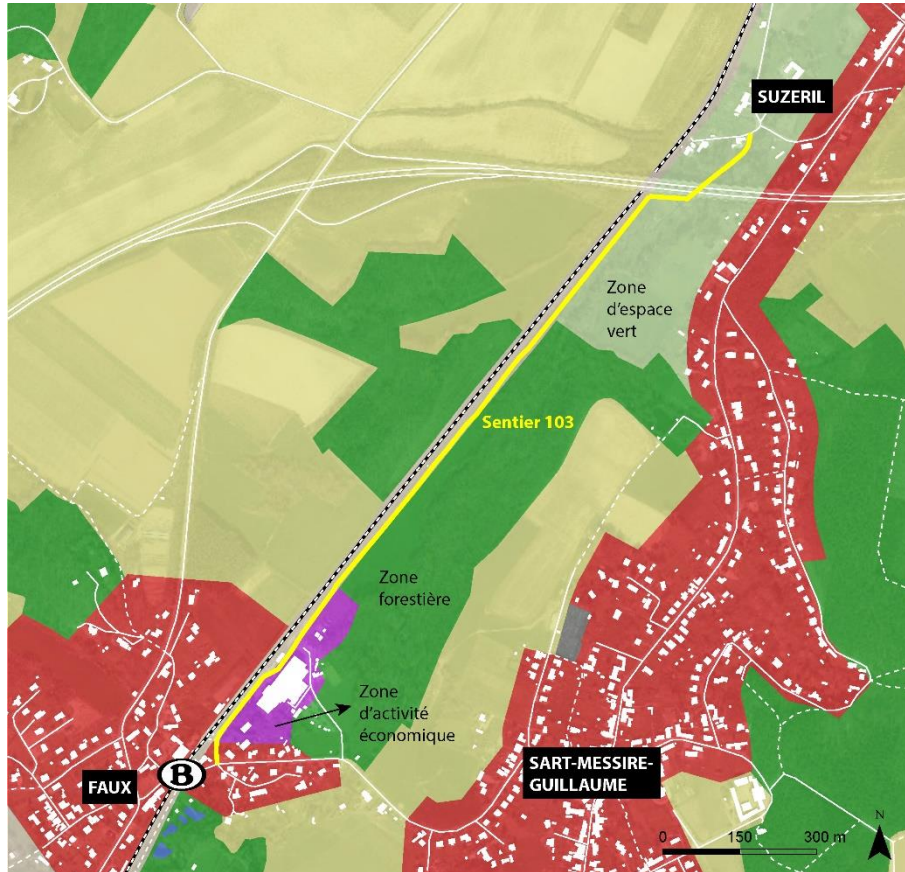 SUZERIL
Zone
d'espace
vert
Sentier 103
Zone
forestière
Zone
d'activité
économique
B
FAUX
SART-MESSIRE-
GUILLAUME
N
0 150 300 m